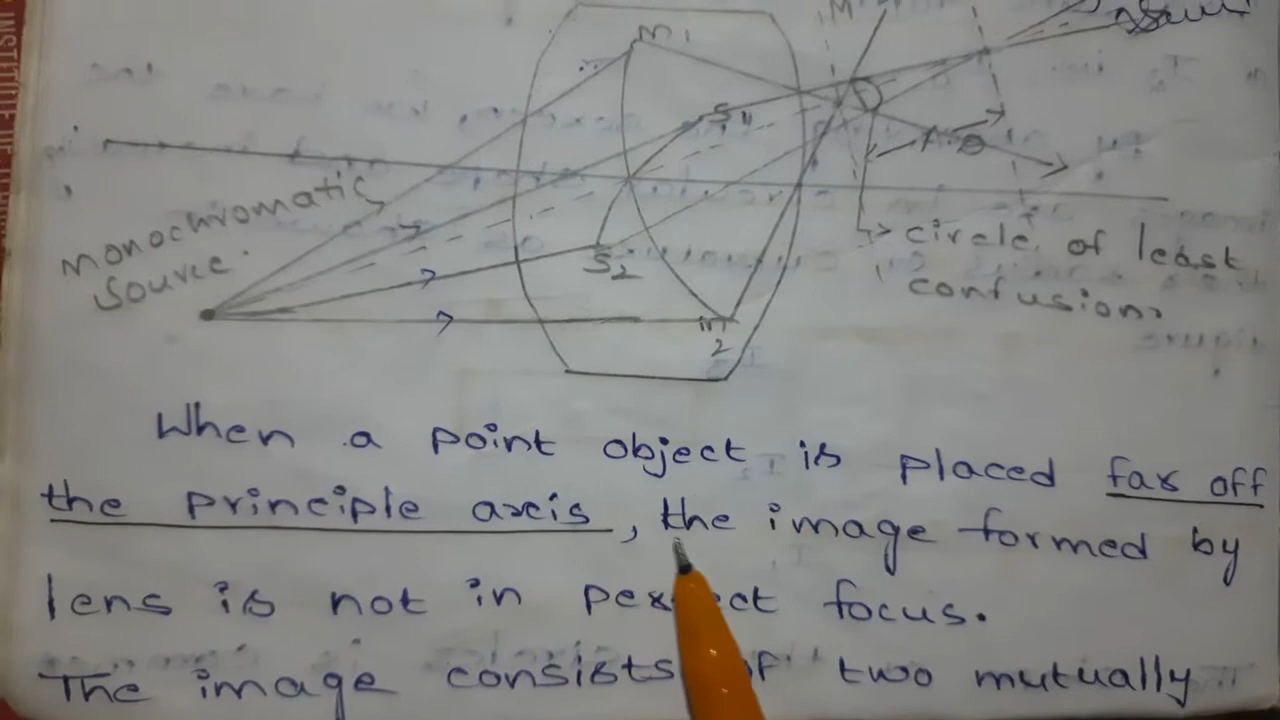 M1
M
S1
monochromatic
source.
S2
A·D
circle of least
confusion
m2
When a point object is placed far off
the principle axis, the image formed by
lens is not in perfect focus.
The image consists of two mutually